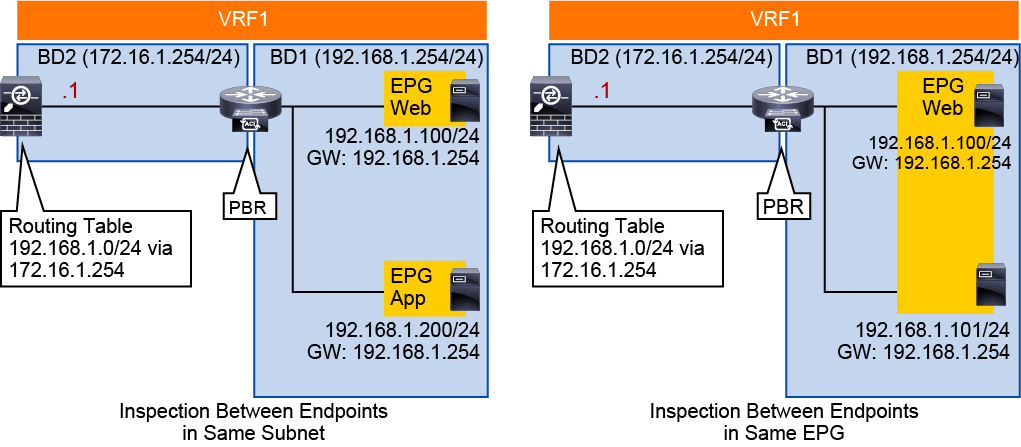 VRF1
BD2 (172.16.1.254/24)
BD1 (192.168.1.254/24)
.1
EPG
Web
ACI
192.168.1.100/24
GW: 192.168.1.254
PBR
Routing Table
192.168.1.0/24 via
172.16.1.254
EPG
App
192.168.1.200/24
GW: 192.168.1.254
Inspection Between Endpoints
in Same Subnet
VRF1
BD2 (172.16.1.254/24)
BD1 (192.168.1.254/24)
.1
EPG
Web
ACI
192.168.1.100/24
GW: 192.168.1.254
PBR
Routing Table
192.168.1.0/24 via
172.16.1.254
192.168.1.101/24
GW: 192.168.1.254
Inspection Between Endpoints
in Same EPG